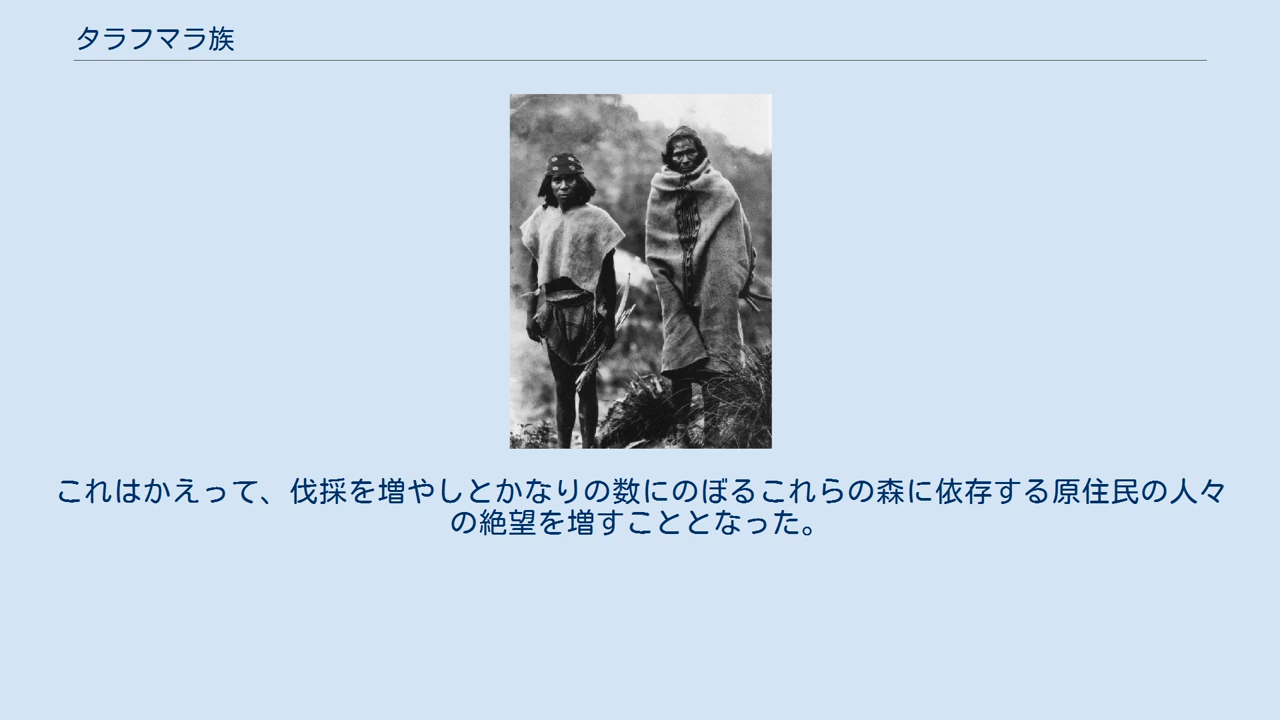 タラフマラ族
これはかえって、伐採を増やしとかなりの数にのぼるこれらの森に依存する原住民の人々
の絶望を増すこととなった。